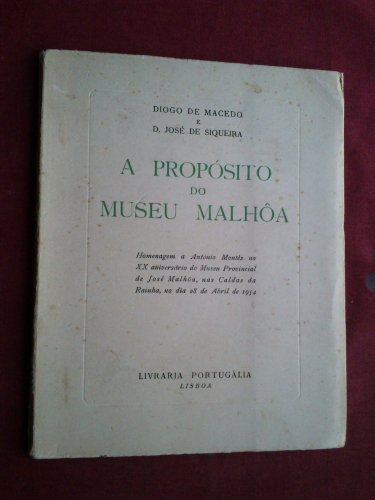 DIOGO DE MACEDO
E
D. JOSÉ DE SIQUEIRA
A PROPÓSITO
DO
MUSEU MALHÔA
Homenagem a António Montês no
XX aniversário do Museu Provincial
de José Malhôa, nas Caldas da
Rainha, no dia 28 de Abril de 1954
LIVRARIA PORTUGÁLIA
LISBOA